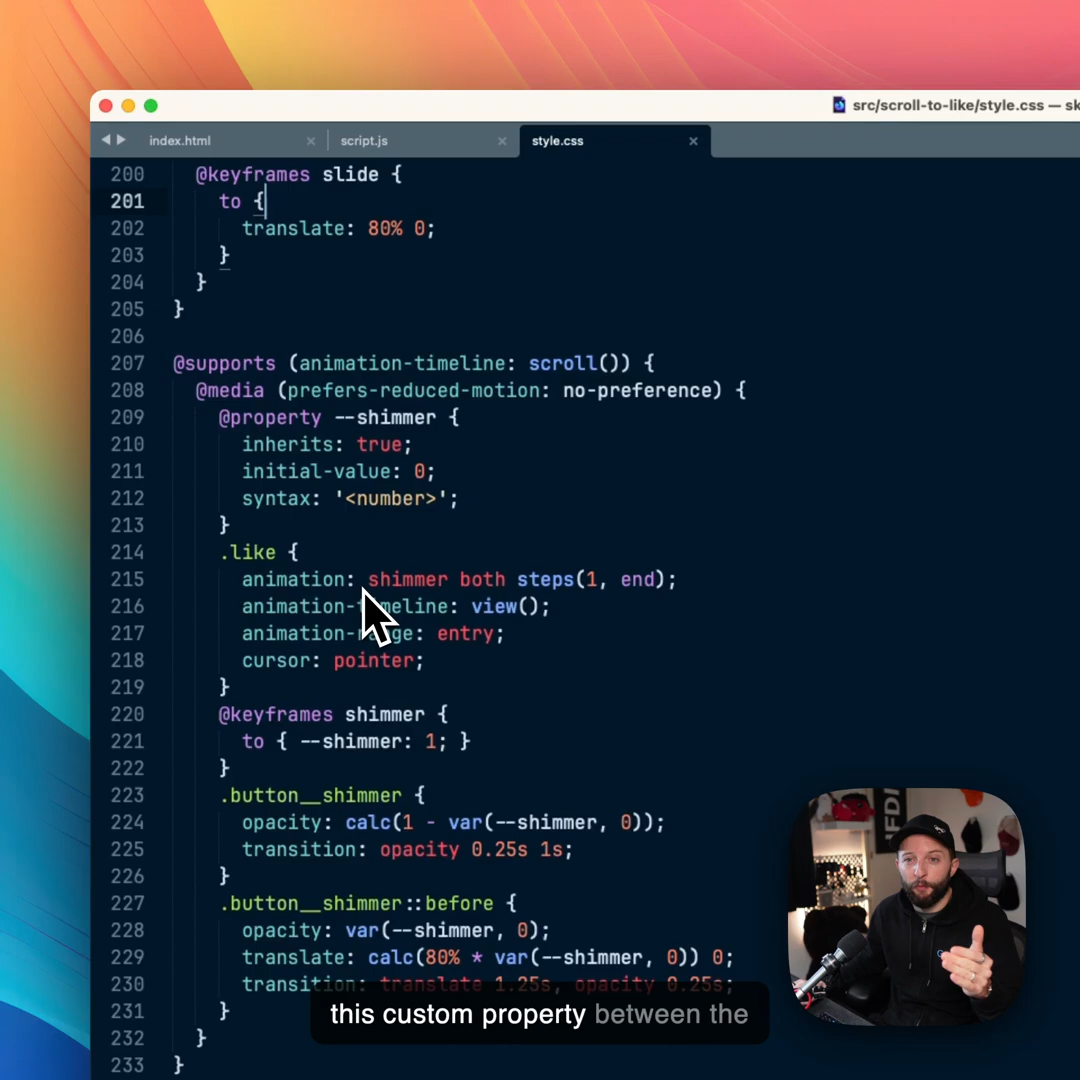 src/scroll-to-like/style.css — sk
index.html
script.js
style.css
200 @keyframes slide {
201 to {
202 translate: 80% 0;
203 }
204 }
205 }
206
207 @supports (animation-timeline: scroll()) {
208 @media (prefers-reduced-motion: no-preference) {
209 @property --shimmer {
210 inherits: true;
211 initial-value: 0;
212 syntax: '<number>';
213 }
214 .like {
215 animation: shimmer both steps(1, end);
216 animation-timeline: view();
217 animation-range: entry;
218 cursor: pointer;
219 }
220 @keyframes shimmer {
221 to { --shimmer: 1; }
222 }
223 .button__shimmer {
224 opacity: calc(1 - var(--shimmer, 0));
225 transition: opacity 0.25s 1s;
226 }
227 .button__shimmer::before {
228 opacity: var(--shimmer, 0);
229 translate: calc(80% * var(--shimmer, 0)) 0;
230 transition: translate 1.25s, opacity 0.25s;
231 }
232 }
233 }
this custom property between the